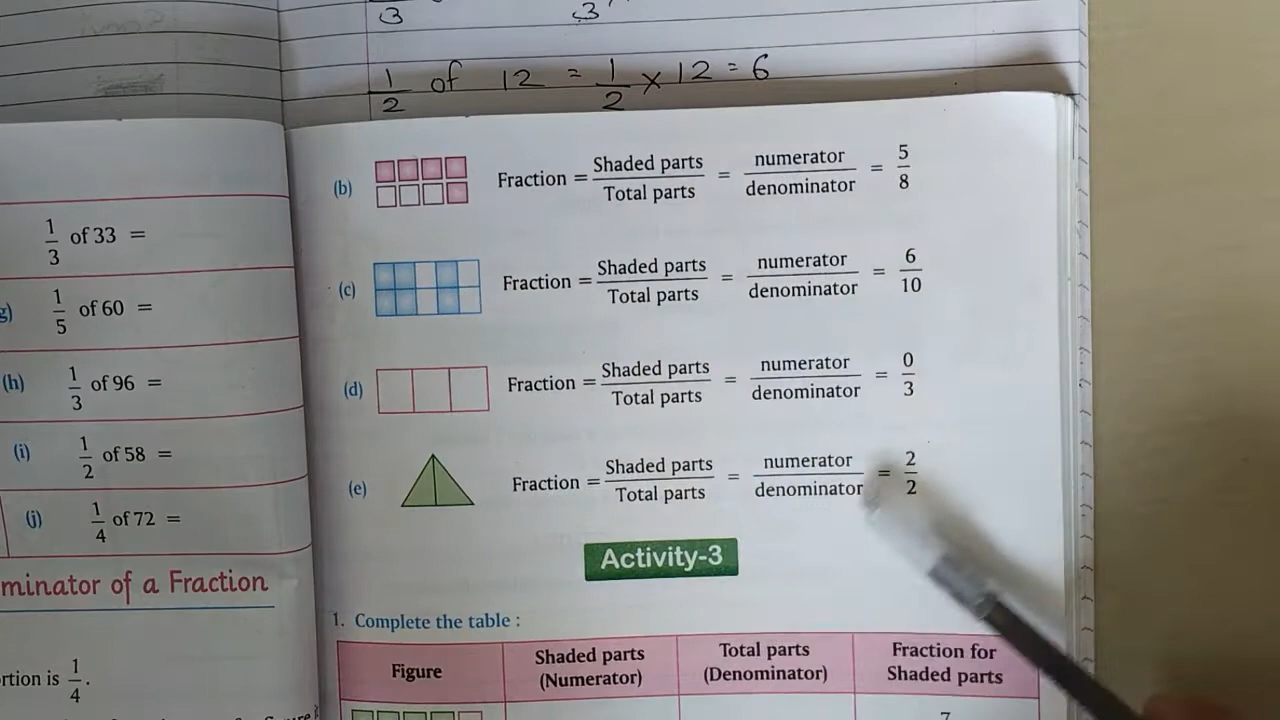 3 3
1/2 of 12 = 1/2 × 12 = 6
1/3 of 33 =
g) 1/5 of 60 =
(h) 1/3 of 96 =
(i) 1/2 of 58 =
(j) 1/4 of 72 =
minator of a Fraction
rtion is 1/4.
(b) Fraction = Shaded parts/Total parts = numerator/denominator = 5/8
(c) Fraction = Shaded parts/Total parts = numerator/denominator = 6/10
(d) Fraction = Shaded parts/Total parts = numerator/denominator = 0/3
(e) Fraction = Shaded parts/Total parts = numerator/denominator = 2/2
Activity-3
1. Complete the table :
Figure Shaded parts (Numerator) Total parts (Denominator) Fraction for Shaded parts
7